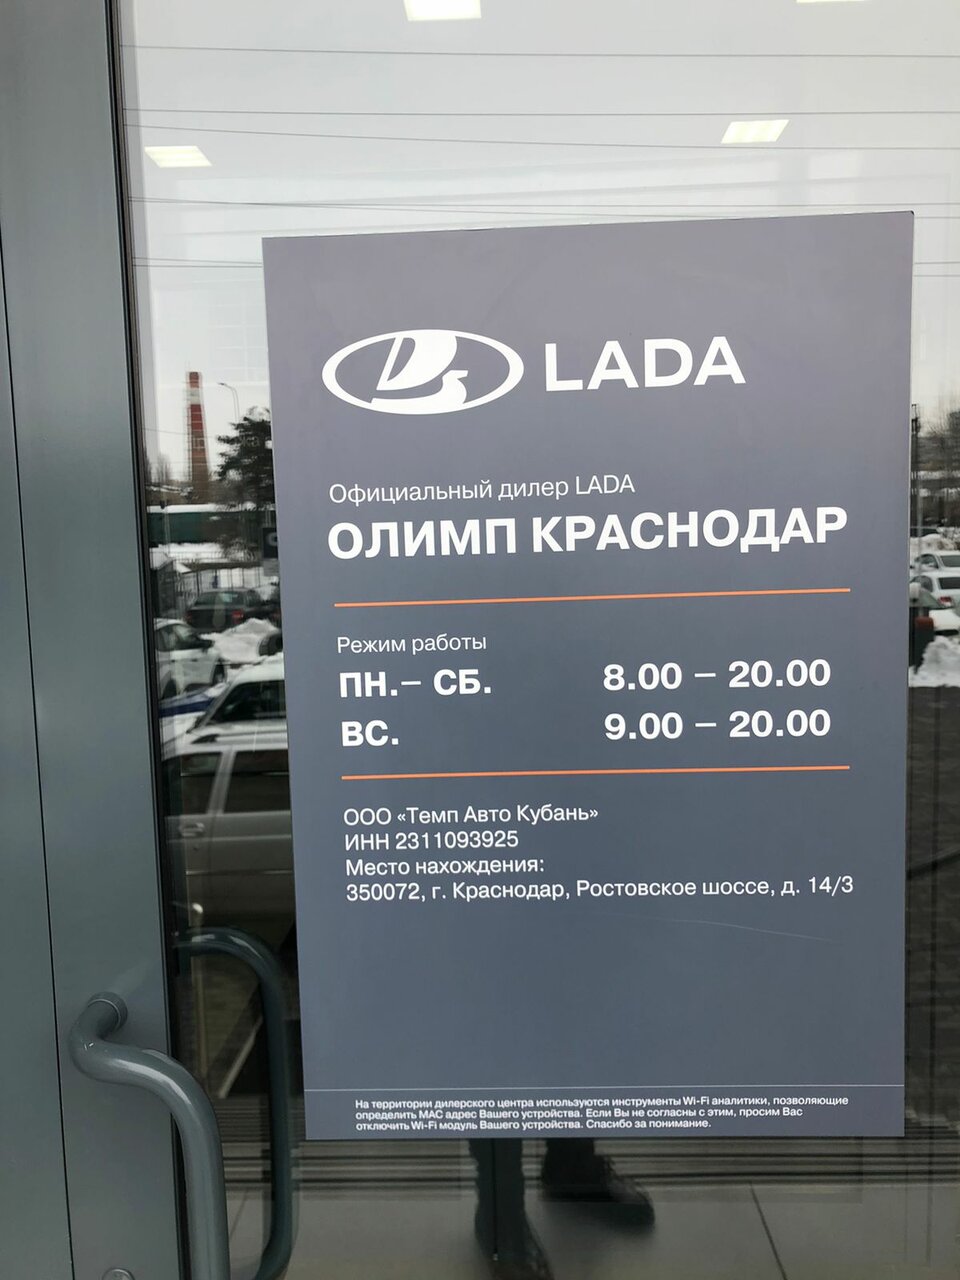 LADA
Официальный дилер LADA
ОЛИМП КРАСНОДАР
Режим работы
ПН.– СБ. 8.00 – 20.00
ВС. 9.00 – 20.00
ООО «Темп Авто Кубань»
ИНН 2311093925
Место нахождения:
350072, г. Краснодар, Ростовское шоссе, д. 14/3
На территории дилерского центра используются инструменты Wi-Fi аналитики, позволяющие
определить MAC адрес Вашего устройства. Если Вы не согласны с этим, просим Вас
отключить Wi-Fi модуль Вашего устройства. Спасибо за понимание.